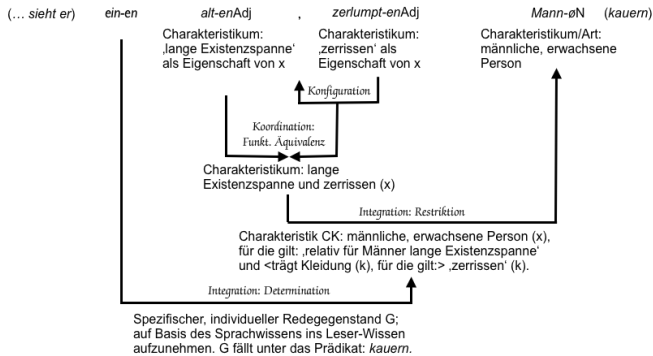 (… sieht er) ein-en alt-enAdj , zerlumpt-enAdj Mann-øN (kauern)
Charakteristikum: Charakteristikum: Charakteristikum/Art:
‚lange Existenzspanne‘ ‚zerrissen‘ als männliche, erwachsene
als Eigenschaft von x Eigenschaft von x Person
Konfiguration
Koordination:
Funkt. Äquivalenz
Charakteristikum: lange
Existenzspanne und zerrissen (x)
Integration: Restriktion
Charakteristik CK: männliche, erwachsene Person (x),
für die gilt: ‚relativ für Männer lange Existenzspanne‘
und <trägt Kleidung (k), für die gilt:> ‚zerrissen‘ (k).
Integration: Determination
Spezifischer, individueller Redegegenstand G;
auf Basis des Sprachwissens ins Leser-Wissen
aufzunehmen. G fällt unter das Prädikat: kauern.